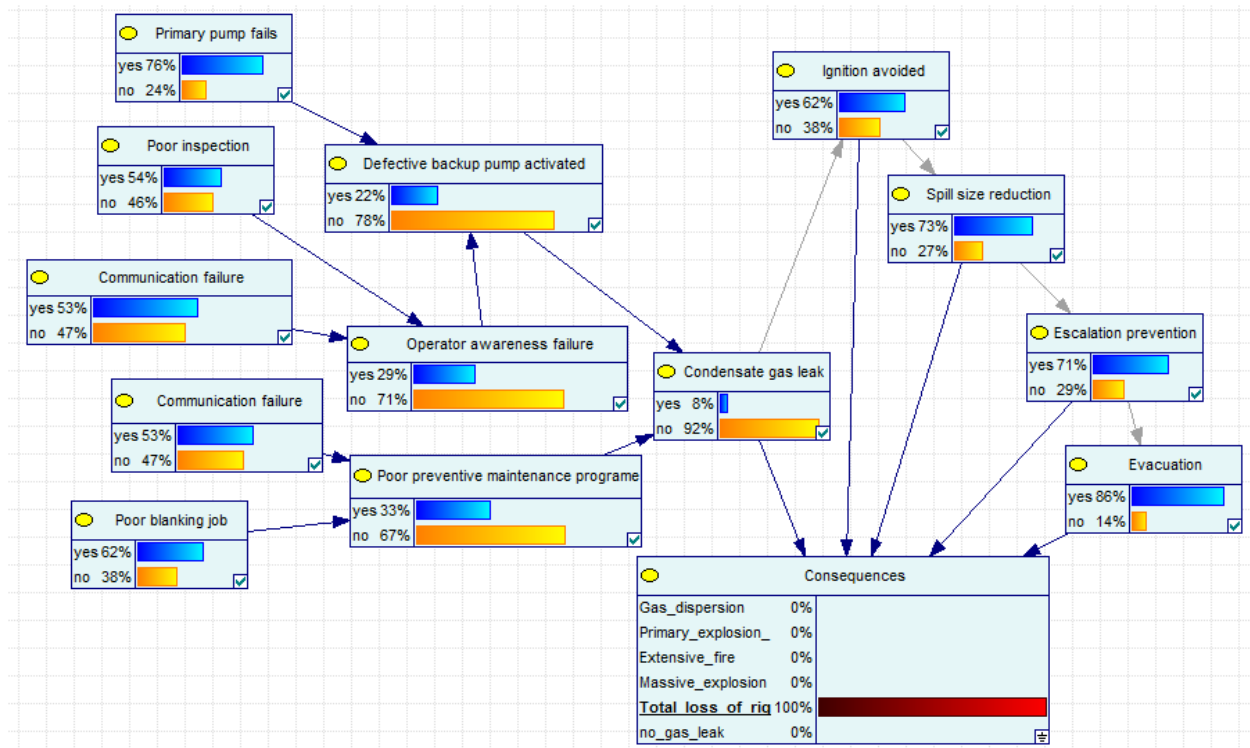 Primary pump fails
yes 76%
no 24%
Poor inspection
yes 54%
no 46%
Communication failure
yes 53%
no 47%
Communication failure
yes 53%
no 47%
Poor blanking job
yes 62%
no 38%
Defective backup pump activated
yes 22%
no 78%
Operator awareness failure
yes 29%
no 71%
Poor preventive maintenance programe
yes 33%
no 67%
Condensate gas leak
yes 8%
no 92%
Ignition avoided
yes 62%
no 38%
Spill size reduction
yes 73%
no 27%
Escalation prevention
yes 71%
no 29%
Evacuation
yes 86%
no 14%
Consequences
Gas_dispersion 0%
Primary_explosion_ 0%
Extensive_fire 0%
Massive_explosion 0%
Total_loss_of_rig 100%
no_gas_leak 0%